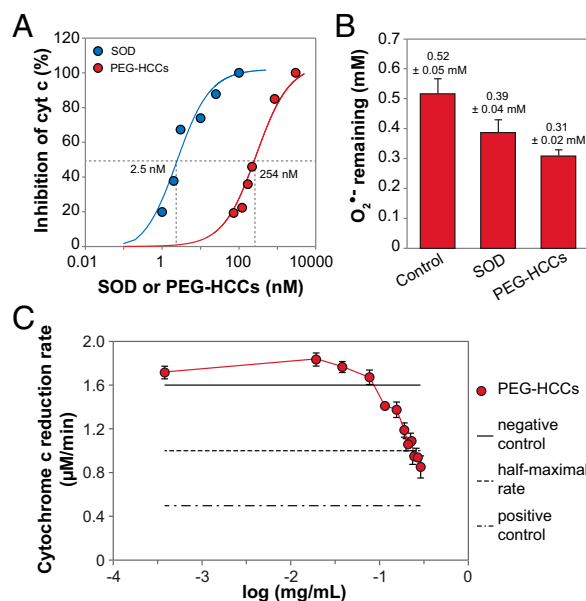 A
Inhibition of cyt c (%)
120
100
80
60
40
20
0
SOD
PEG-HCCs
2.5 nM
254 nM
0.01
1
100
10000
SOD or PEG-HCCs (nM)
B
O₂•- remaining (mM)
0.7
0.6
0.5
0.4
0.3
0.2
0.1
0
0.52
± 0.05 mM
0.39
± 0.04 mM
0.31
± 0.02 mM
Control
SOD
PEG-HCCs
C
Cytochrome c reduction rate
(µM/min)
2.0
1.6
1.2
0.8
0.4
0
-4
-3
-2
-1
0
log (mg/mL)
PEG-HCCs
negative
control
half-maximal
rate
positive
control